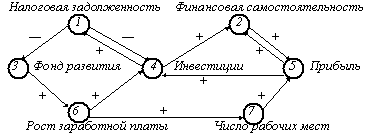 Налоговая задолженность Финансовая самостоятельность
1 2
— — + + +
3 Фонд развития 4 Инвестиции 5 Прибыль
+
+ + + +
6 + 7
Рост заработной платы Число рабочих мест